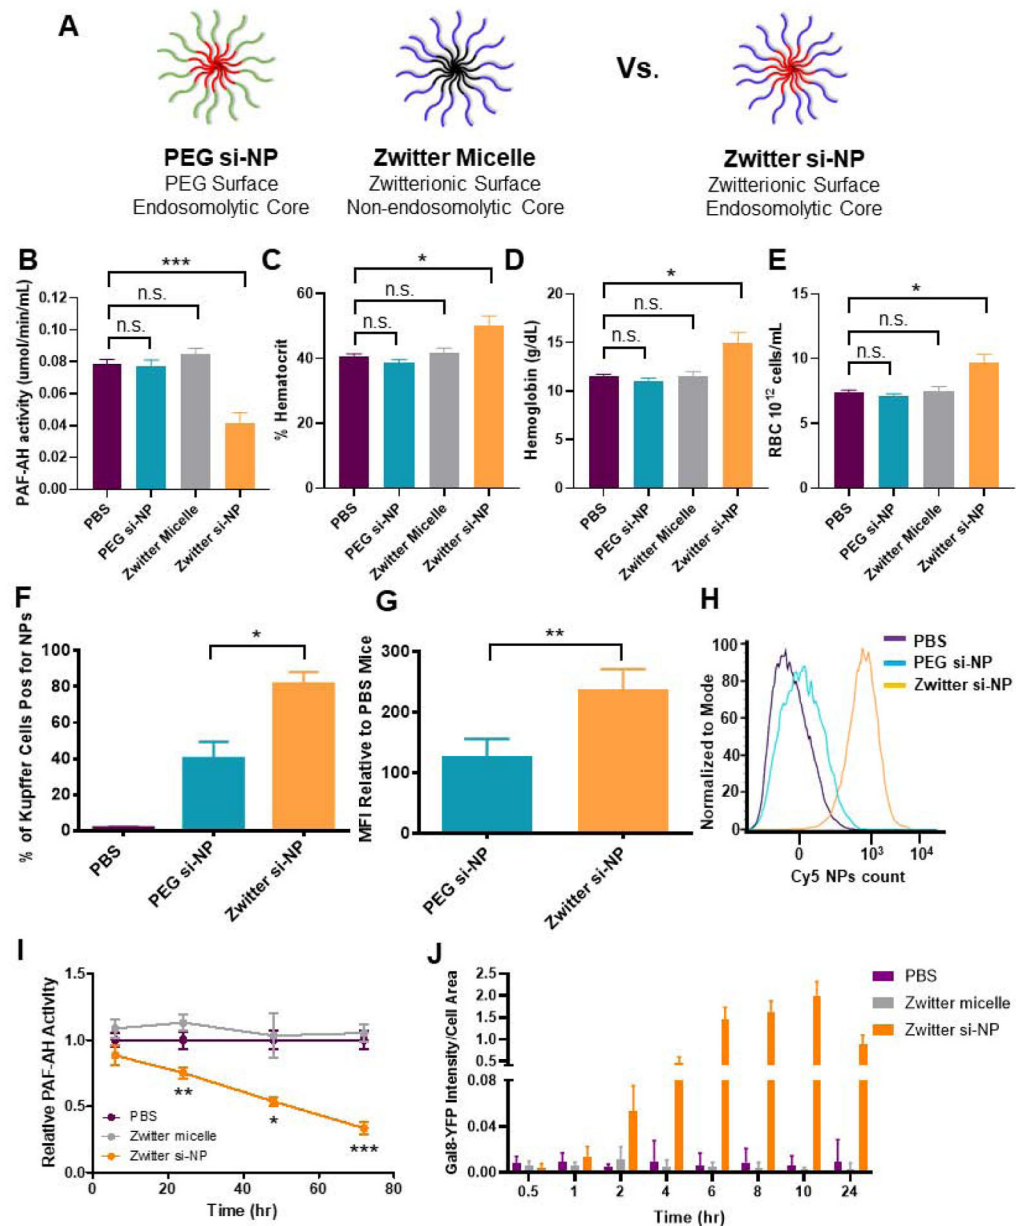 A
Vs.
PEG si-NP
PEG Surface
Endosomolytic Core
Zwitter Micelle
Zwitterionic Surface
Non-endosomolytic Core
Zwitter si-NP
Zwitterionic Surface
Endosomolytic Core
B
***
n.s.
n.s.
PAF-AH activity (umol/min/mL)
0.12
0.10
0.08
0.06
0.04
0.02
0.00
PBS
PEG si-NP
Zwitter Micelle
Zwitter si-NP
C
*
n.s.
n.s.
% Hematocrit
60
40
20
0
PBS
PEG si-NP
Zwitter Micelle
Zwitter si-NP
D
*
n.s.
n.s.
Hemoglobin (g/dL)
20
15
10
5
0
PBS
PEG si-NP
Zwitter Micelle
Zwitter si-NP
E
*
n.s.
n.s.
RBC 10¹² cells/mL
15
10
5
0
PBS
PEG si-NP
Zwitter Micelle
Zwitter si-NP
F
*
% of Kupffer Cells Pos for NPs
100
80
60
40
20
0
PBS
PEG si-NP
Zwitter si-NP
G
**
MFI Relative to PBS Mice
300
200
100
0
PEG si-NP
Zwitter si-NP
H
PBS
PEG si-NP
Zwitter si-NP
Normalized to Mode
100
80
60
40
20
0
0
10³
10⁴
Cy5 NPs count
I
Relative PAF-AH Activity
1.5
1.0
0.5
0.0
**
*
***
PBS
Zwitter micelle
Zwitter si-NP
0
20
40
60
80
Time (hr)
J
PBS
Zwitter micelle
Zwitter si-NP
Gal8-YFP Intensity/Cell Area
2.5
2.0
1.5
1.0
0.5
0.08
0.04
0.00
0.5
1
2
4
6
8
10
24
Time (hr)